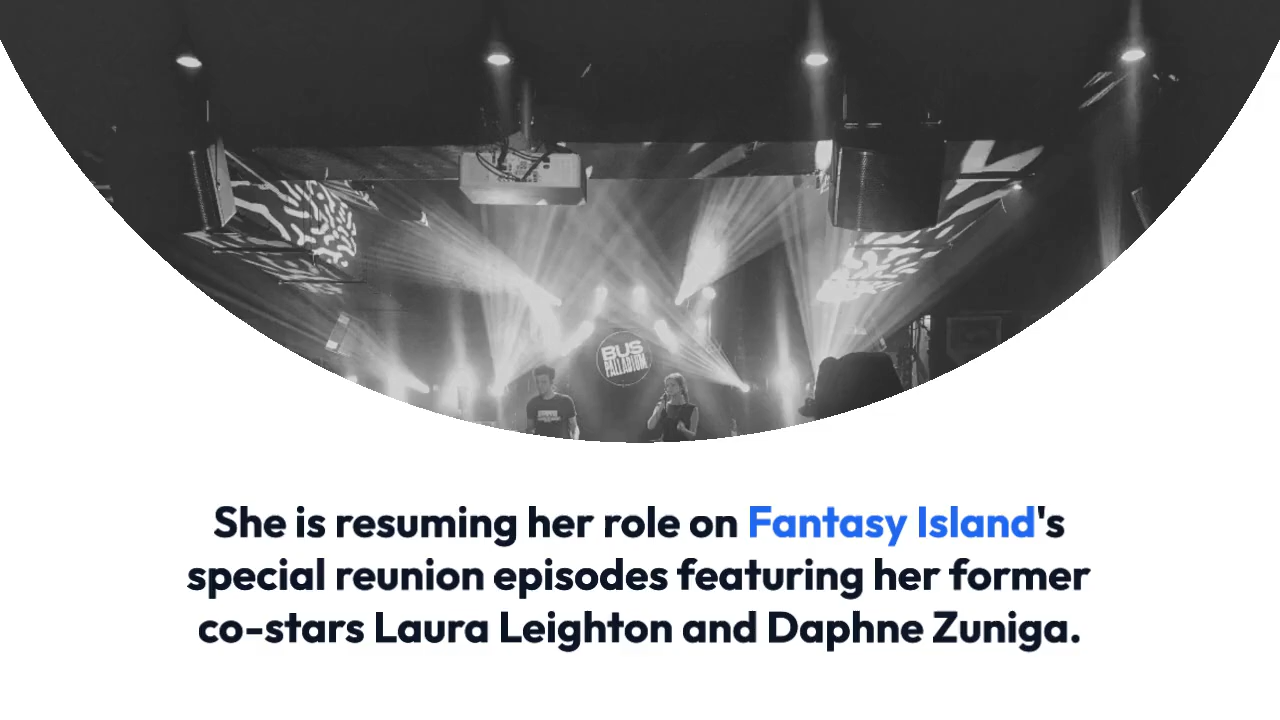 BUS
PALLADIUM
She is resuming her role on Fantasy Island's
special reunion episodes featuring her former
co-stars Laura Leighton and Daphne Zuniga.